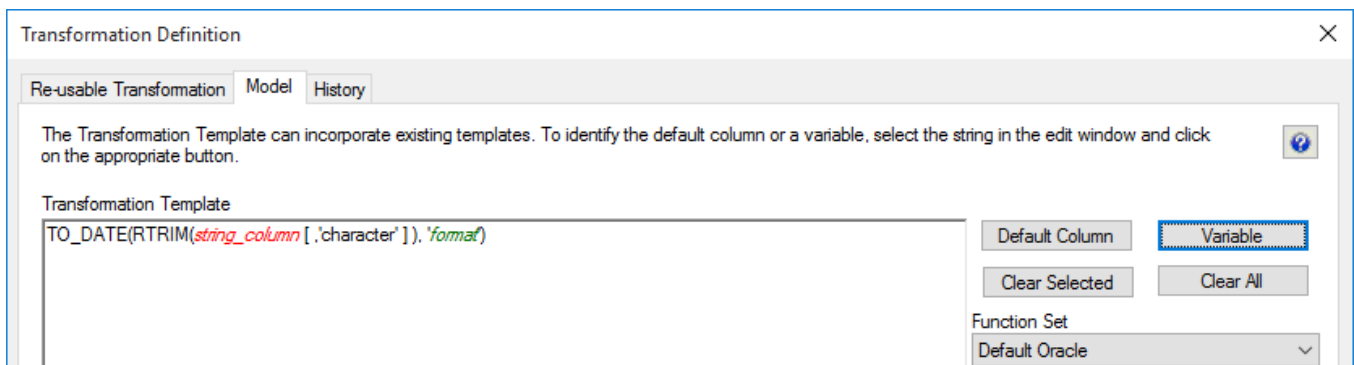 Transformation Definition
Re-usable Transformation Model History
The Transformation Template can incorporate existing templates. To identify the default column or a variable, select the string in the edit window and click
on the appropriate button.
Transformation Template
TO_DATE(RTRIM(string_column [ ,'character' ] ), 'format')
Default Column Variable
Clear Selected Clear All
Function Set
Default Oracle